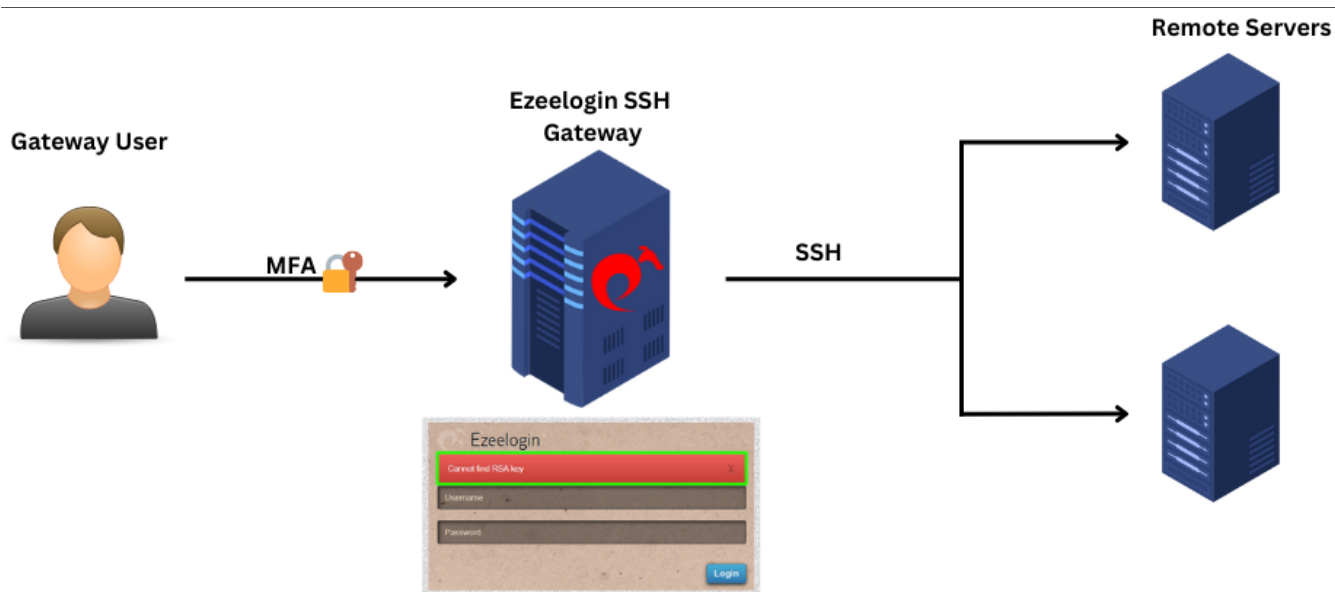 Remote Servers
Ezeelogin SSH
Gateway
Gateway User
MFA
SSH
Ezeelogin
Cannot find RSA key X
Username
Password
Login